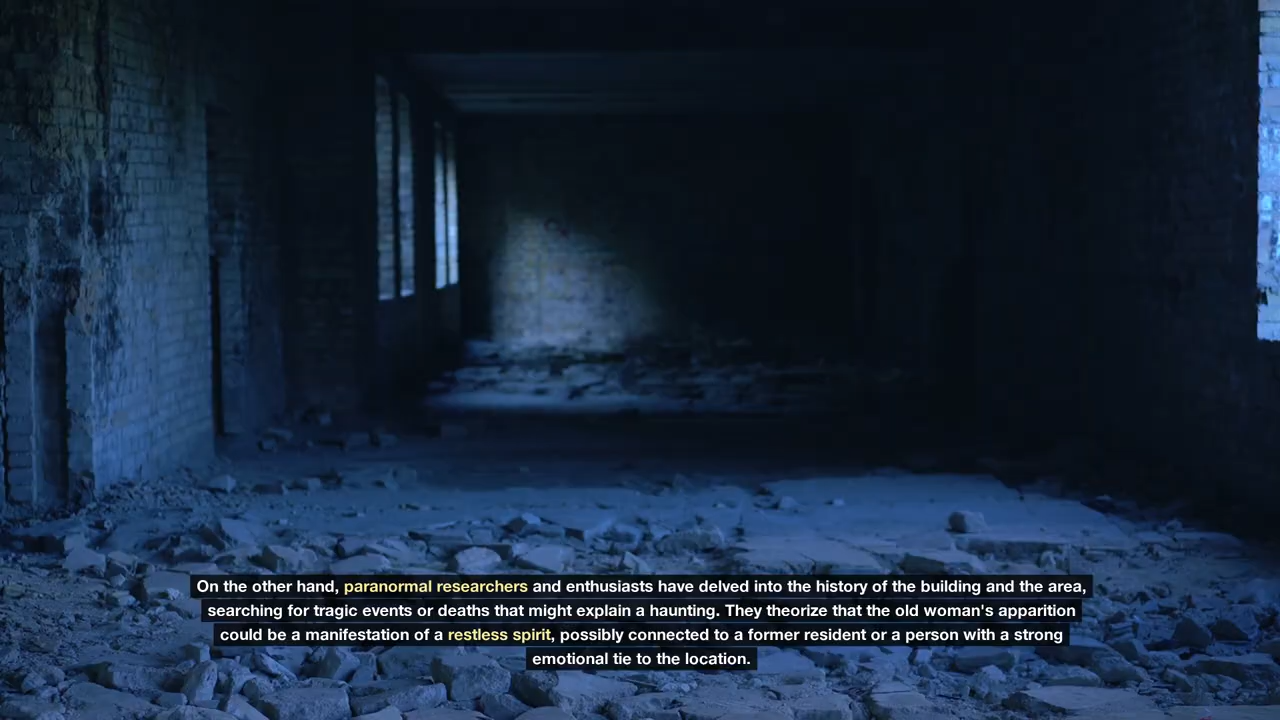 On the other hand, paranormal researchers and enthusiasts have delved into the history of the building and the area,
searching for tragic events or deaths that might explain a haunting. They theorize that the old woman's apparition
could be a manifestation of a restless spirit, possibly connected to a former resident or a person with a strong
emotional tie to the location.